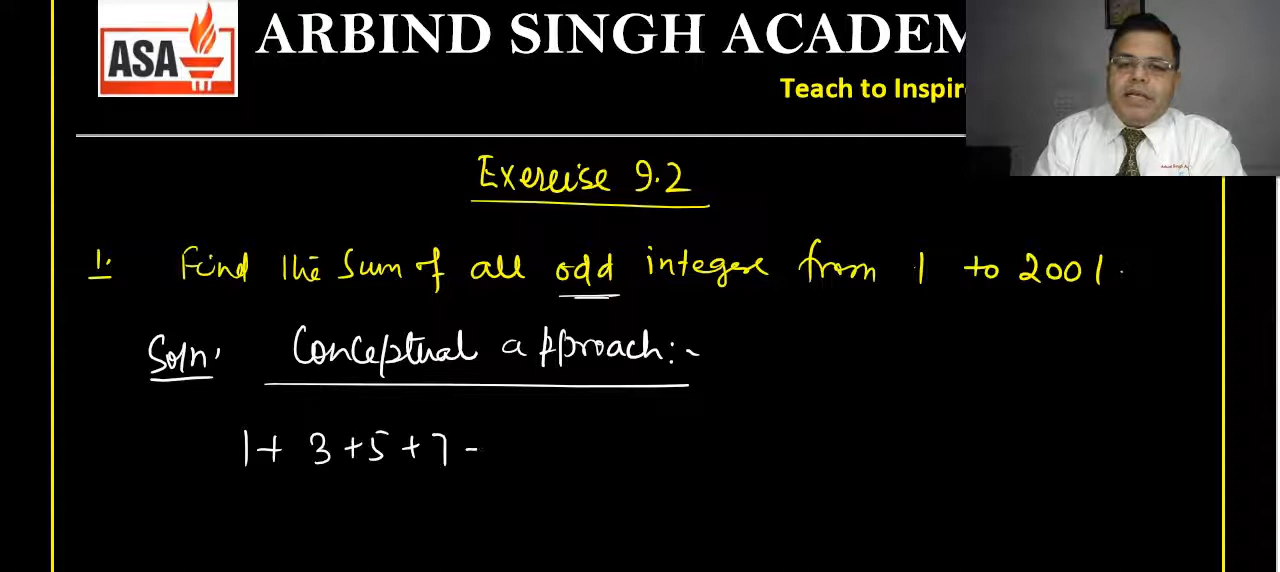 ASA
ARBIND SINGH ACADEM
Teach to Inspire
Exercise 9.2
1. Find the Sum of all odd integers from 1 to 2001.
Soln. Conceptual approach:-
1 + 3 + 5 + 7 -